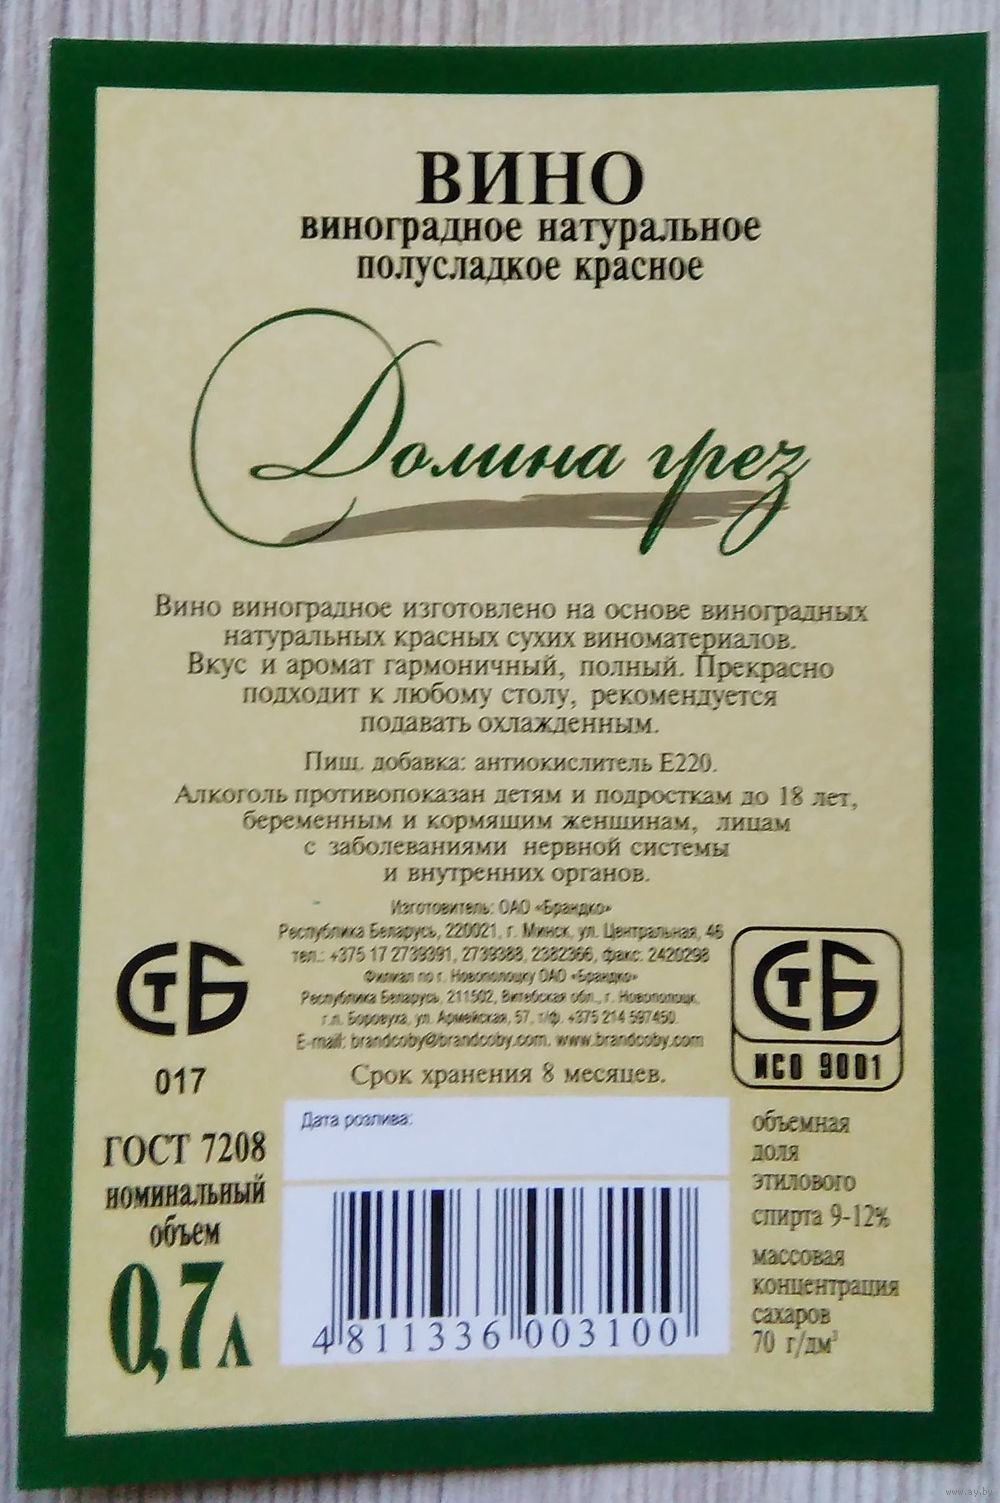 ВИНО
виноградное натуральное
полусладкое красное
Долина грез
Вино виноградное изготовлено на основе виноградных
натуральных красных сухих виноматериалов.
Вкус и аромат гармоничный, полный. Прекрасно
подходит к любому столу, рекомендуется
подавать охлажденным.
Пищ. добавка: антиокислитель Е220.
Алкоголь противопоказан детям и подросткам до 18 лет,
беременным и кормящим женщинам, лицам
с заболеваниями нервной системы
и внутренних органов.
Изготовитель: ОАО «Брандко»
Республика Беларусь, 220021, г. Минск, ул. Центральная, 46
тел.: +375 17 2739391, 2739388, 2382366, факс: 2420298
Филиал по г. Новополоцку ОАО «Брандко»
Республика Беларусь, 211502, Витебская обл., г. Новополоцк,
г.п. Боровуха, ул. Армейская, 57, т/ф. +375 214 597450.
E-mail: brandcoby@brandcoby.com. www.brandcoby.com
Срок хранения 8 месяцев.
СТБ
017
СТБ
ИСО 9001
ГОСТ 7208
номинальный
объем
0,7л
Дата розлива:
4 811336 003100
объемная
доля
этилового
спирта 9-12%
массовая
концентрация
сахаров
70 г/дм³
www.ay.by